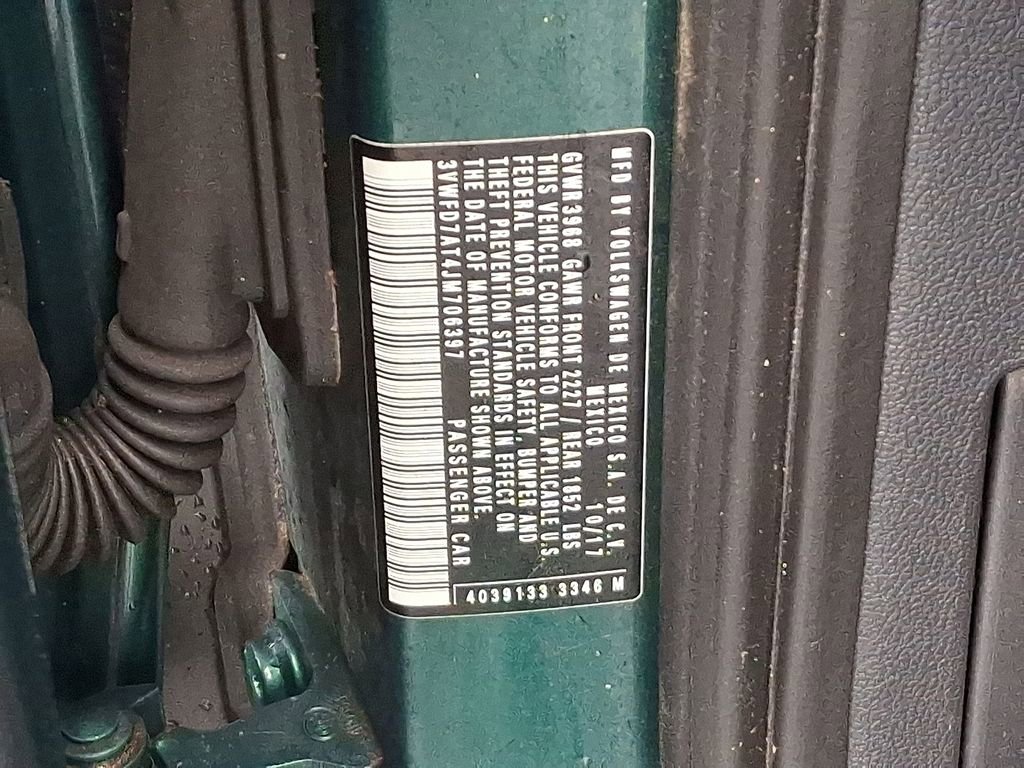 MFD BY VOLKSWAGEN DE MEXICO S.A. DE C.V.
MEXICO 10/17
GVWR 3968 GAWR FRONT 2227 / REAR 1952 LBS
THIS VEHICLE CONFORMS TO ALL APPLICABLE U.S.
FEDERAL MOTOR VEHICLE SAFETY, BUMPER AND
THEFT PREVENTION STANDARDS IN EFFECT ON
THE DATE OF MANUFACTURE SHOWN ABOVE
3VWFD7AT4JM706397 PASSENGER CAR
4039133 3346 M